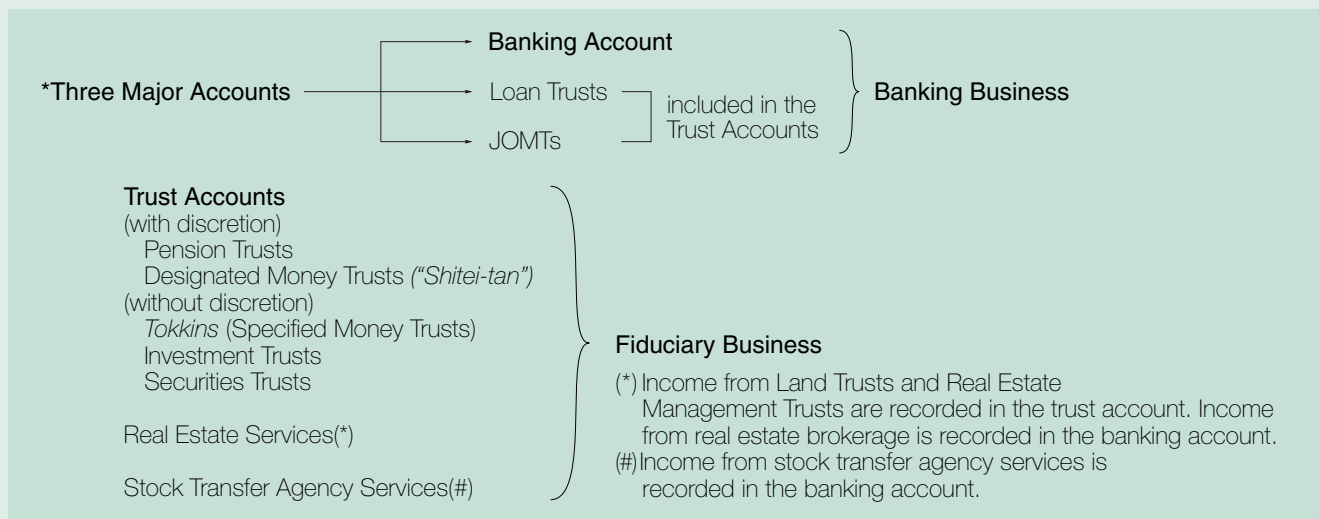 Banking Account
*Three Major Accounts
Loan Trusts
JOMTs
included in the
Trust Accounts
Banking Business
Trust Accounts
(with discretion)
Pension Trusts
Designated Money Trusts (“Shitei-tan”)
(without discretion)
Tokkins (Specified Money Trusts)
Investment Trusts
Securities Trusts
Real Estate Services(*)
Stock Transfer Agency Services(#)
Fiduciary Business
(*) Income from Land Trusts and Real Estate
Management Trusts are recorded in the trust account. Income
from real estate brokerage is recorded in the banking account.
(#)Income from stock transfer agency services is
recorded in the banking account.